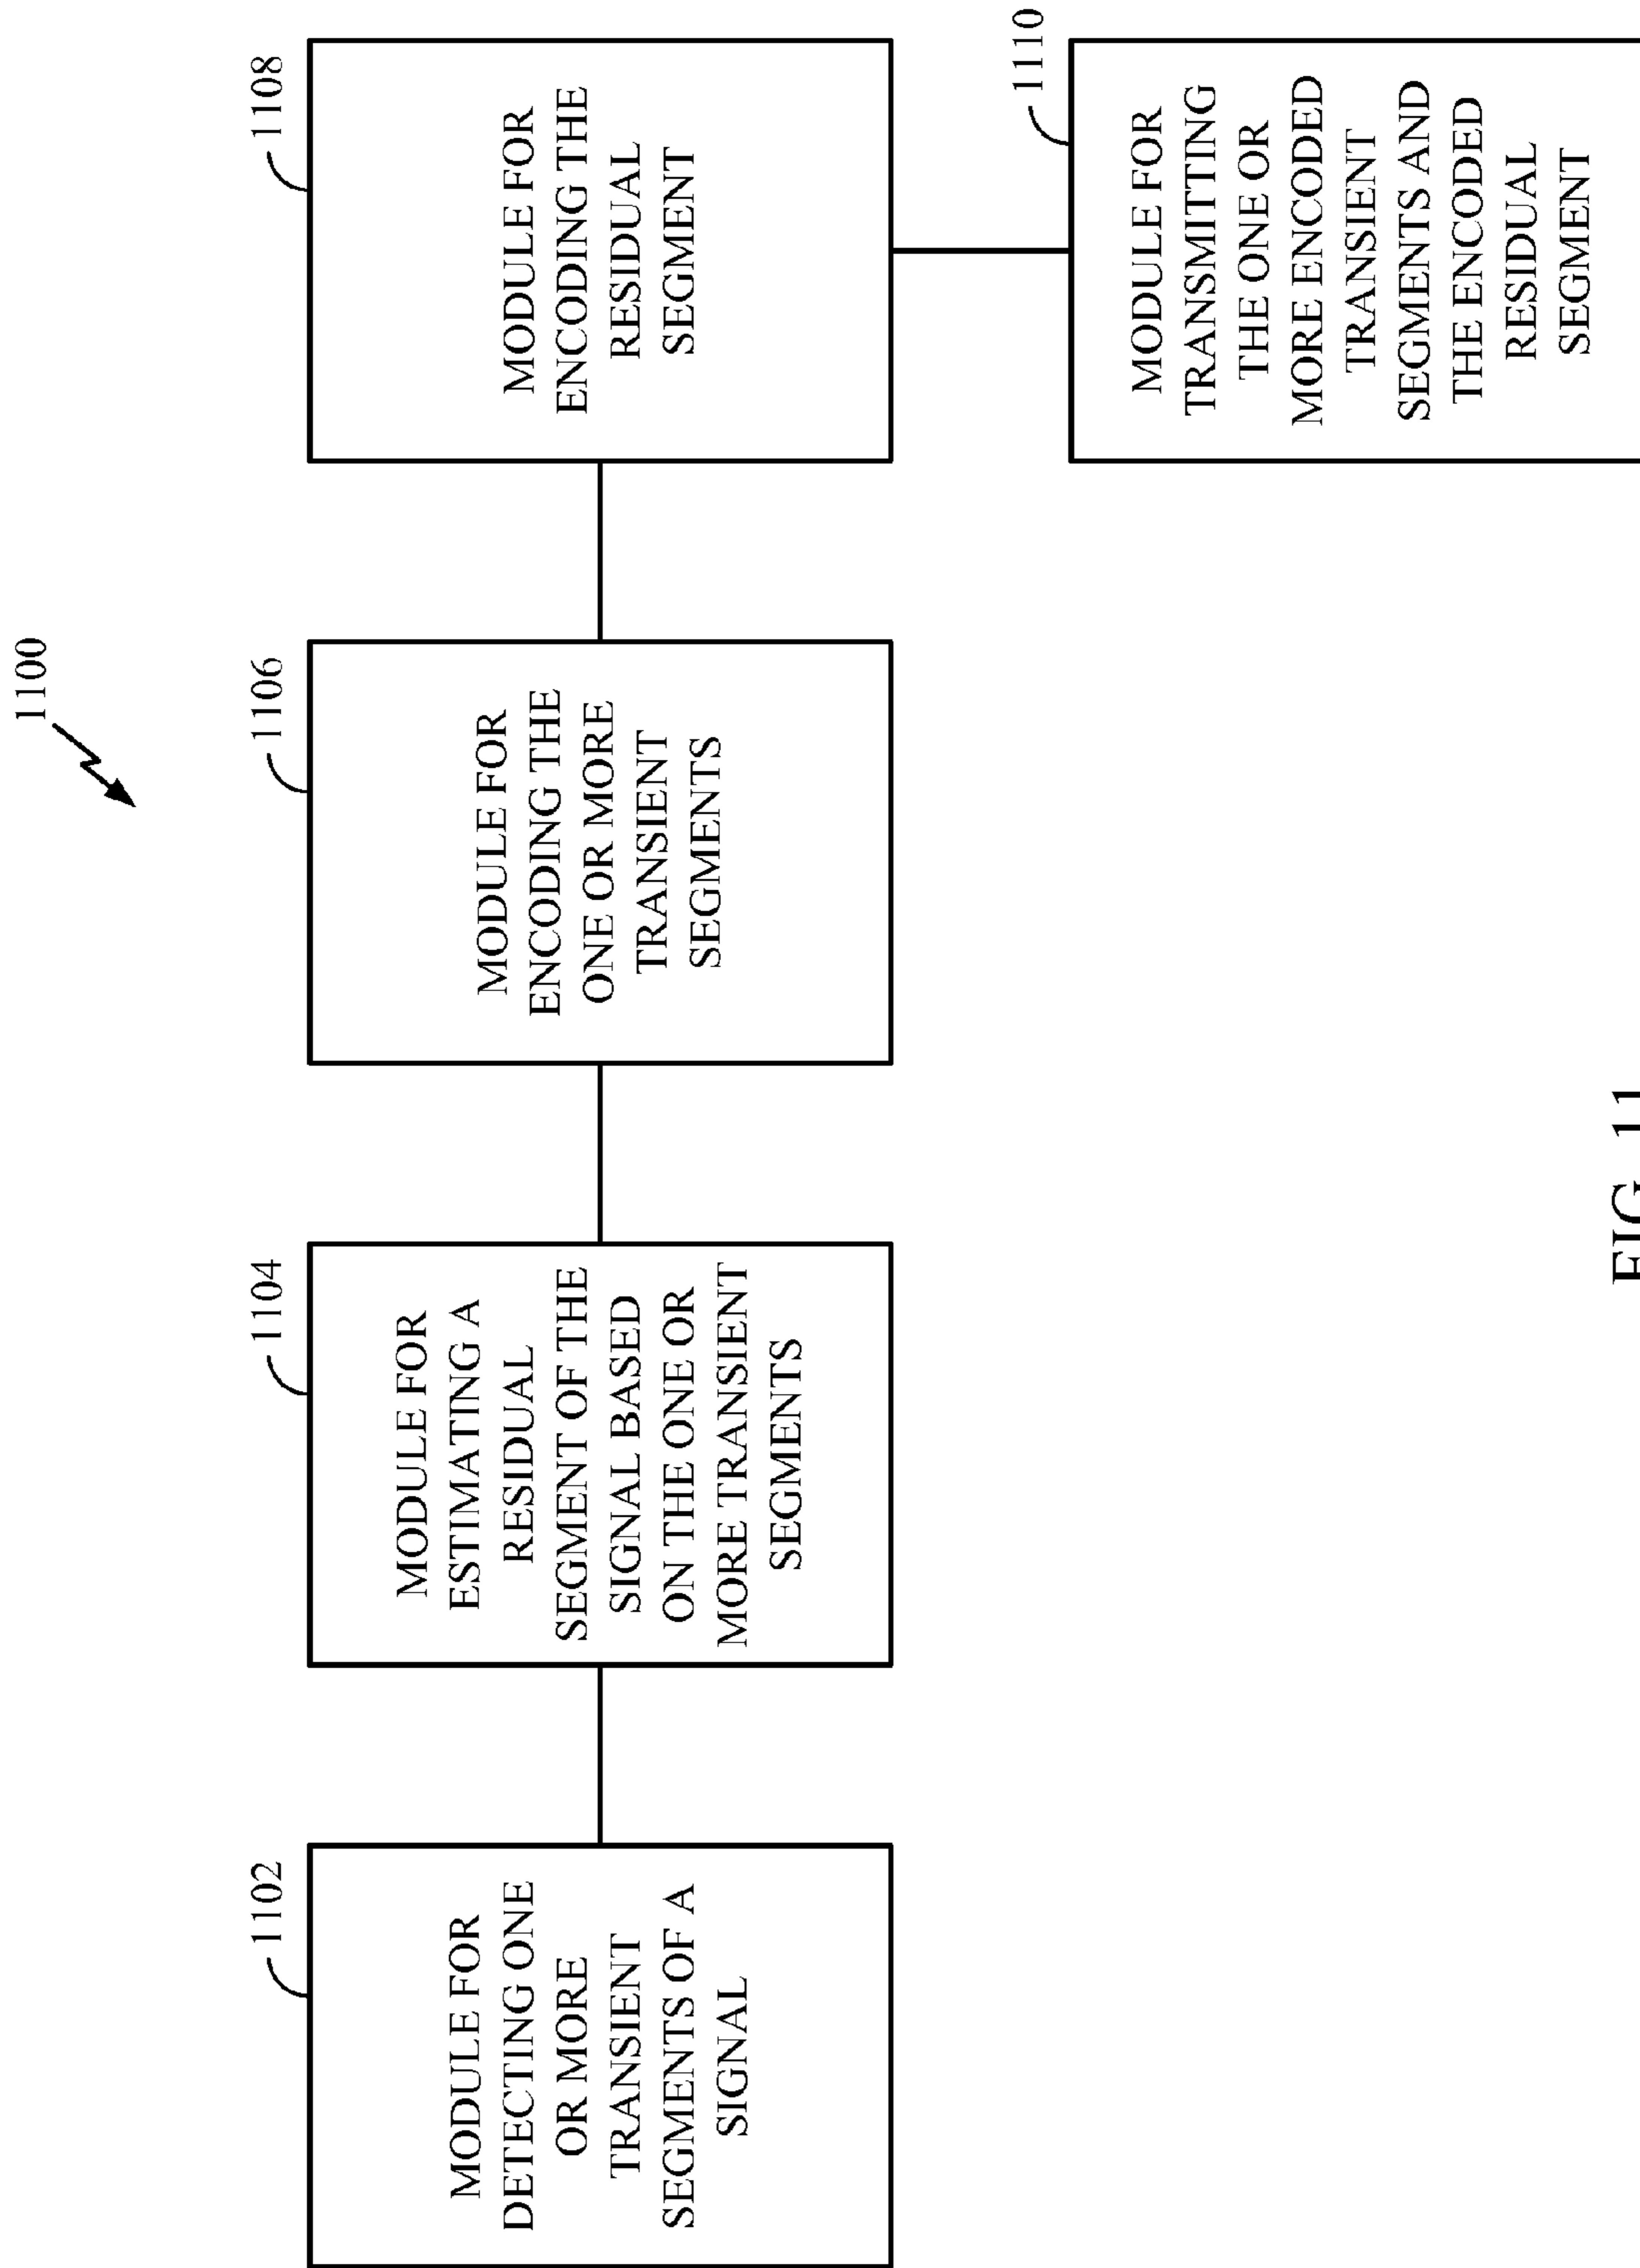 1100
1102
MODULE FOR
DETECTING ONE
OR MORE
TRANSIENT
SEGMENTS OF A
SIGNAL
1104
MODULE FOR
ESTIMATING A
RESIDUAL
SEGMENT OF THE
SIGNAL BASED
ON THE ONE OR
MORE TRANSIENT
SEGMENTS
1106
MODULE FOR
ENCODING THE
ONE OR MORE
TRANSIENT
SEGMENTS
1108
MODULE FOR
ENCODING THE
RESIDUAL
SEGMENT
1110
MODULE FOR
TRANSMITTING
THE ONE OR
MORE ENCODED
TRANSIENT
SEGMENTS AND
THE ENCODED
RESIDUAL
SEGMENT
FIG. 11